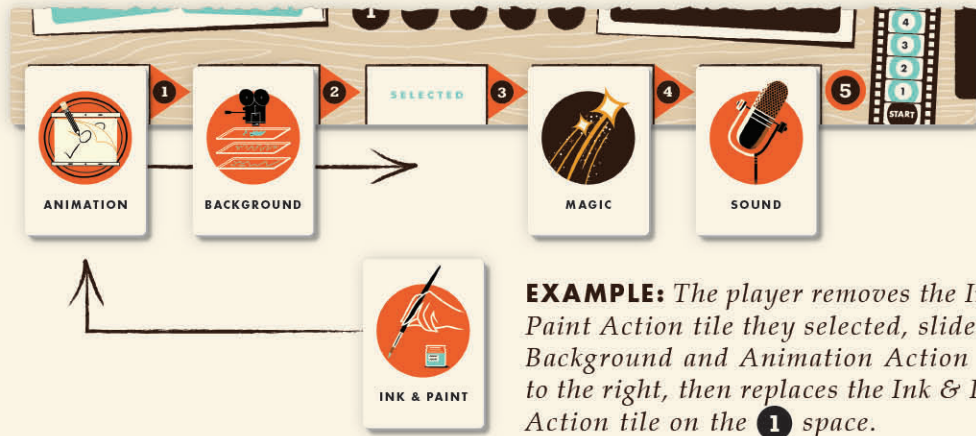 1
4
3
2
1
START
1
2
SELECTED
3
4
5
ANIMATION
BACKGROUND
MAGIC
SOUND
INK & PAINT
EXAMPLE: The player removes the
Paint Action tile they selected, slide
Background and Animation Action
to the right, then replaces the Ink &
Action tile on the 1 space.